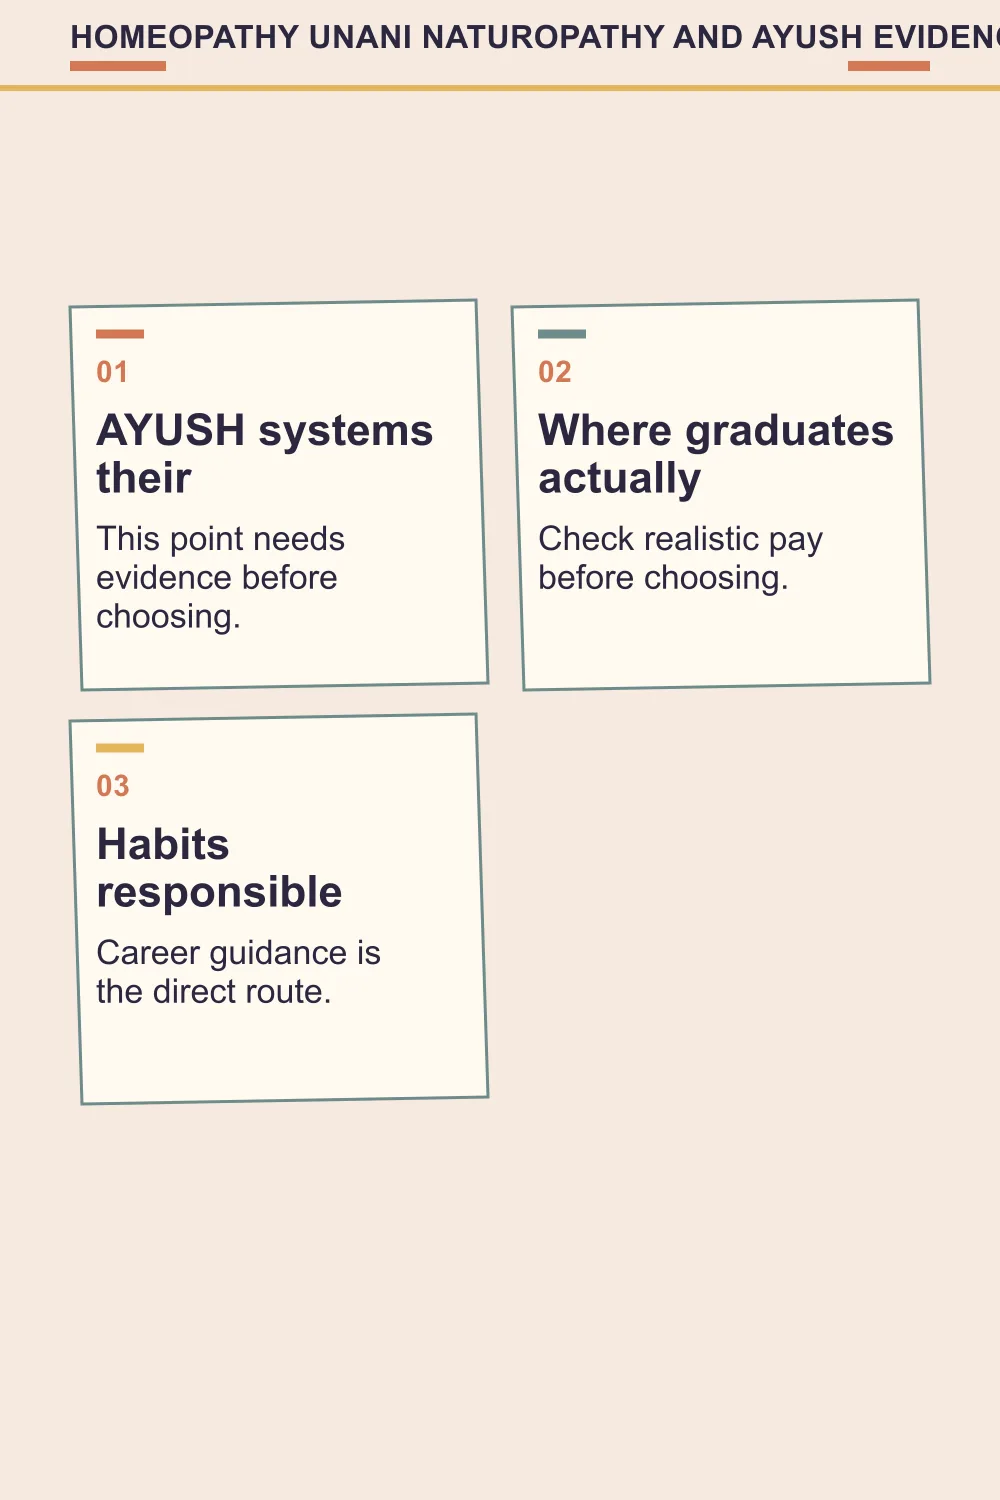 HOMEOPATHY UNANI NATUROPATHY AND AYUSH
01
AYUSH systems
their
This point needs
evidence before
choosing.
02
Where graduates
actually
Check realistic pay
before choosing.
03
Habits
responsible
Career guidance is
the direct route.